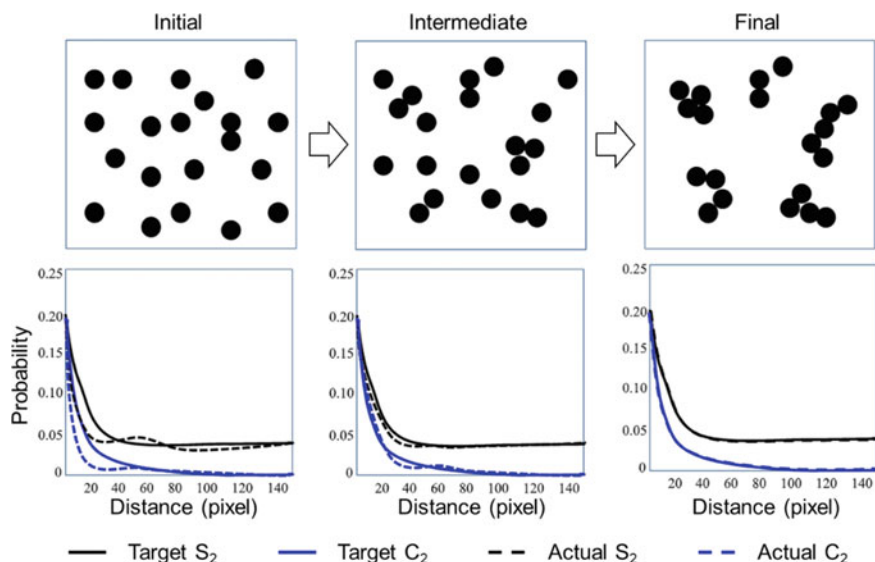 Initial Intermediate Final
Probability
0.25 0.25 0.25
0.20 0.20 0.20
0.15 0.15 0.15
0.10 0.10 0.10
0.05 0.05 0.05
0 0 0
20 40 60 80 100 120 140 20 40 60 80 100 120 140 20 40 60 80 100 120 140
Distance (pixel) Distance (pixel) Distance (pixel)
Target S₂ Target C₂ Actual S₂ Actual C₂